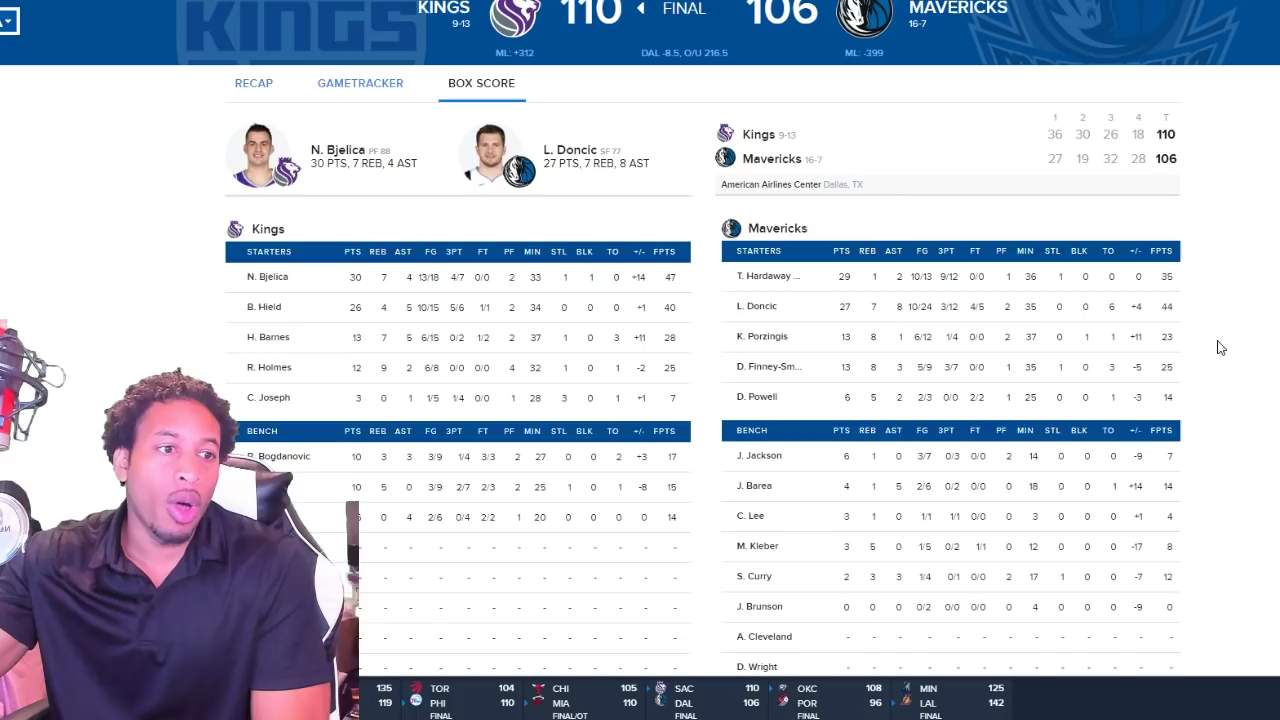 KINGS 110 FINAL 106 MAVERICKS
9-13 16-7
KINGS
ML: +312 DAL -8.5, O/U 216.5 ML: -399
RECAP GAMETRACKER BOX SCORE
N. Bjelica PF 88
30 PTS, 7 REB, 4 AST
L. Doncic SF 77
27 PTS, 7 REB, 8 AST
1 2 3 4 T
Kings 9-13 36 30 26 18 110
Mavericks 16-7 27 19 32 28 106
American Airlines Center Dallas, TX
Kings
STARTERS PTS REB AST FG 3PT FT PF MIN STL BLK TO +/- FPTS
N. Bjelica 30 7 4 13/18 4/7 0/0 2 33 1 1 0 +14 47
B. Hield 26 4 5 10/15 5/6 1/1 2 34 0 0 0 +1 40
H. Barnes 13 7 5 6/15 0/2 1/2 2 37 1 0 3 +11 28
R. Holmes 12 9 2 6/8 0/0 0/0 4 32 1 0 1 -2 25
C. Joseph 3 0 1 1/5 1/4 0/0 1 28 3 0 1 +1 7
BENCH PTS REB AST FG 3PT FT PF MIN STL BLK TO +/- FPTS
Bogdanovic 10 3 3 3/9 1/4 3/3 2 27 0 0 2 +3 17
10 5 0 3/9 2/7 2/3 2 25 1 0 1 -8 15
0 4 2/6 0/4 2/2 1 20 0 0 0 0 14
- - - - - - - - - - - -
- - - - - - - - - - - -
- - - - - - - - - - - -
- - - - - - - - - - - -
- - - - - - - - - - - -
Mavericks
STARTERS PTS REB AST FG 3PT FT PF MIN STL BLK TO +/- FPTS
T. Hardaway ... 29 1 2 10/13 9/12 0/0 1 36 1 0 0 0 35
L. Doncic 27 7 8 10/24 3/12 4/5 2 35 0 0 6 +4 44
K. Porzingis 13 8 1 6/12 1/4 0/0 2 37 0 1 1 +11 23
D. Finney-Sm... 13 8 3 5/9 3/7 0/0 1 35 1 0 3 -5 25
D. Powell 6 5 2 2/3 0/0 2/2 1 25 0 0 1 -3 14
BENCH PTS REB AST FG 3PT FT PF MIN STL BLK TO +/- FPTS
J. Jackson 6 1 0 3/7 0/3 0/0 2 14 0 0 0 -9 7
J. Barea 4 1 5 2/6 0/2 0/0 0 18 0 0 1 +14 14
C. Lee 3 1 0 1/1 1/1 0/0 0 3 0 0 0 +1 4
M. Kleber 3 5 0 1/5 0/2 1/1 0 12 0 0 0 -17 8
S. Curry 2 3 3 1/4 0/1 0/0 2 17 1 0 0 -7 12
J. Brunson 0 0 0 0/2 0/0 0/0 0 4 0 0 0 -9 0
A. Cleveland - - - - - - - - - - - - -
D. Wright - - - - - - - - - - - - -
135 TOR 104 CHI 105 SAC 110 OKC 108 MIN 125
119 PHI 110 MIA 110 DAL 106 POR 96 LAL 142
FINAL FINAL/OT FINAL FINAL FINAL